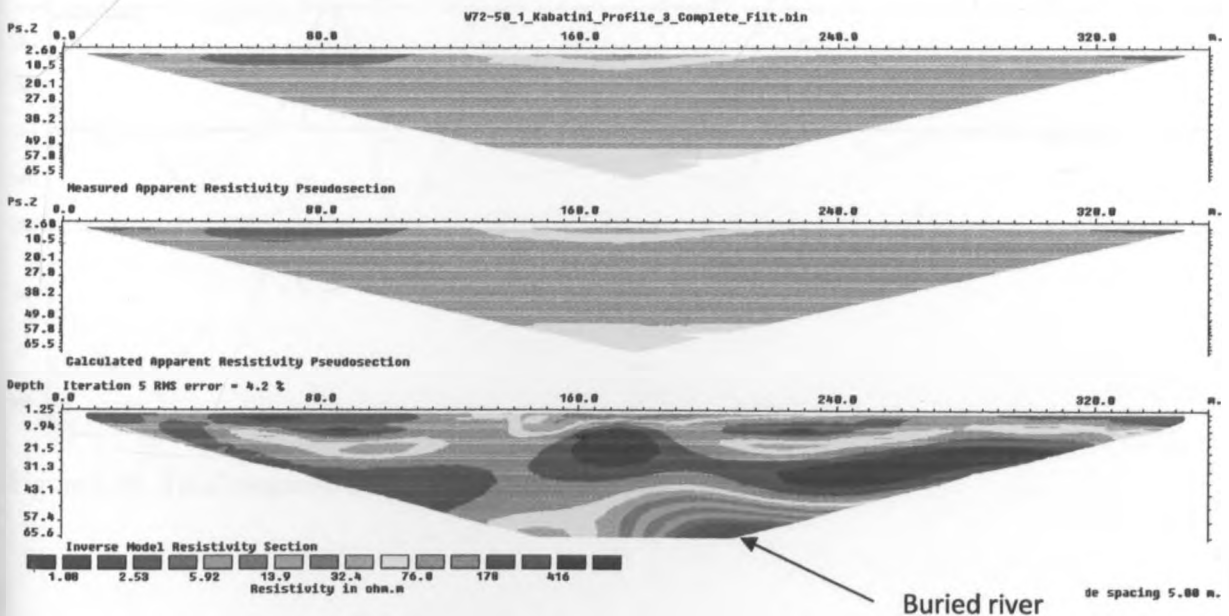 W72-50_1_Kabatini_Profile_3_Complete_Filt.bin
Ps.Z 0.0 80.0 160.0 240.0 320.0 m.
2.60
10.5
20.1
27.8
38.2
49.8
57.8
65.5
Measured Apparent Resistivity Pseudosection
Ps.Z 0.0 80.0 160.0 240.0 320.0 m.
2.60
10.5
20.1
27.8
38.2
49.8
57.8
65.5
Calculated Apparent Resistivity Pseudosection
Depth Iteration 5 RMS error = 4.2 %
0.0 80.0 160.0 240.0 320.0 m.
1.25
9.94
21.5
31.3
43.1
57.4
65.6
Inverse Model Resistivity Section
1.08 2.53 5.92 13.9 32.4 76.0 178 416
Resistivity in ohm.m
Buried river
de spacing 5.00 m.